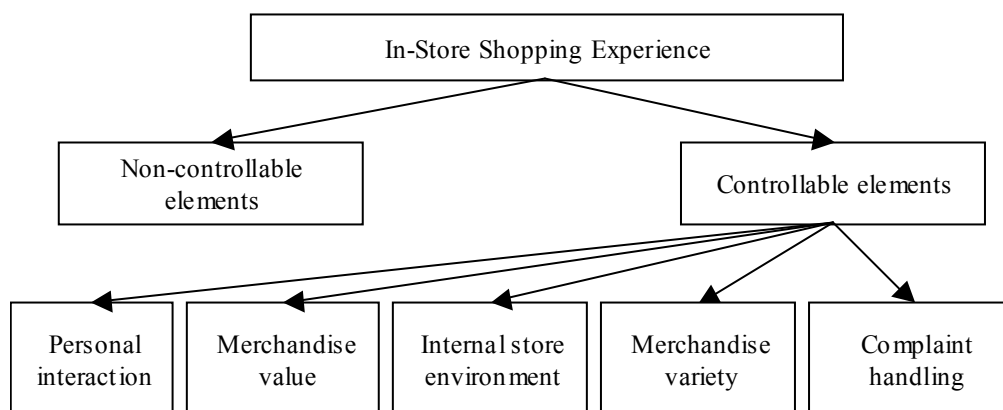 In-Store Shopping Experience
Non-controllable
elements
Controllable elements
Personal
interaction
Merchandise
value
Internal store
environment
Merchandise
variety
Complaint
handling